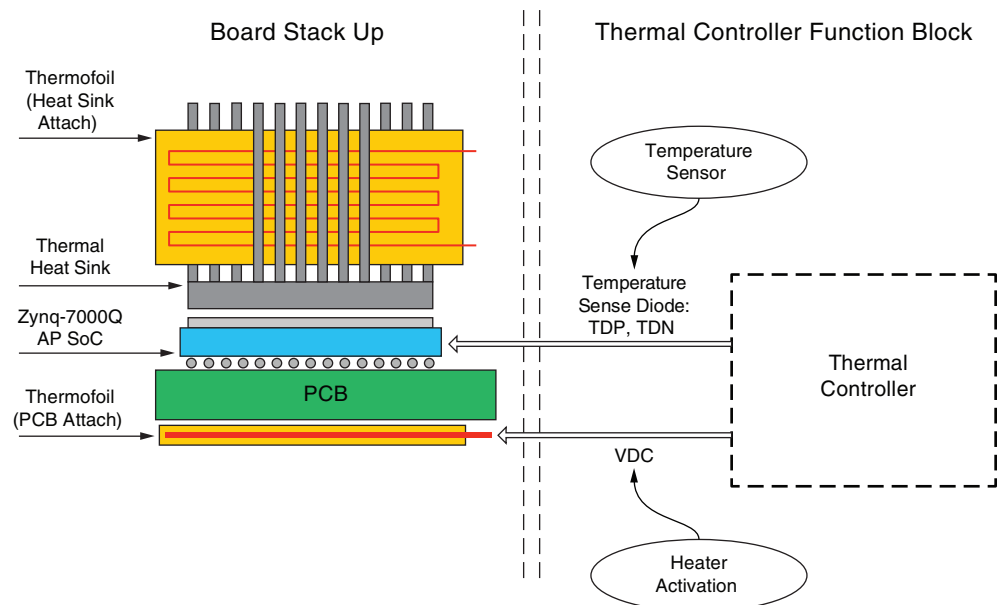 Board Stack Up
Thermal Controller Function Block
Thermofoil
(Heat Sink
Attach)
Thermal
Heat Sink
Zynq-7000Q
AP SoC
Thermofoil
(PCB Attach)
PCB
Temperature
Sensor
Temperature
Sense Diode:
TDP, TDN
Thermal
Controller
VDC
Heater
Activation